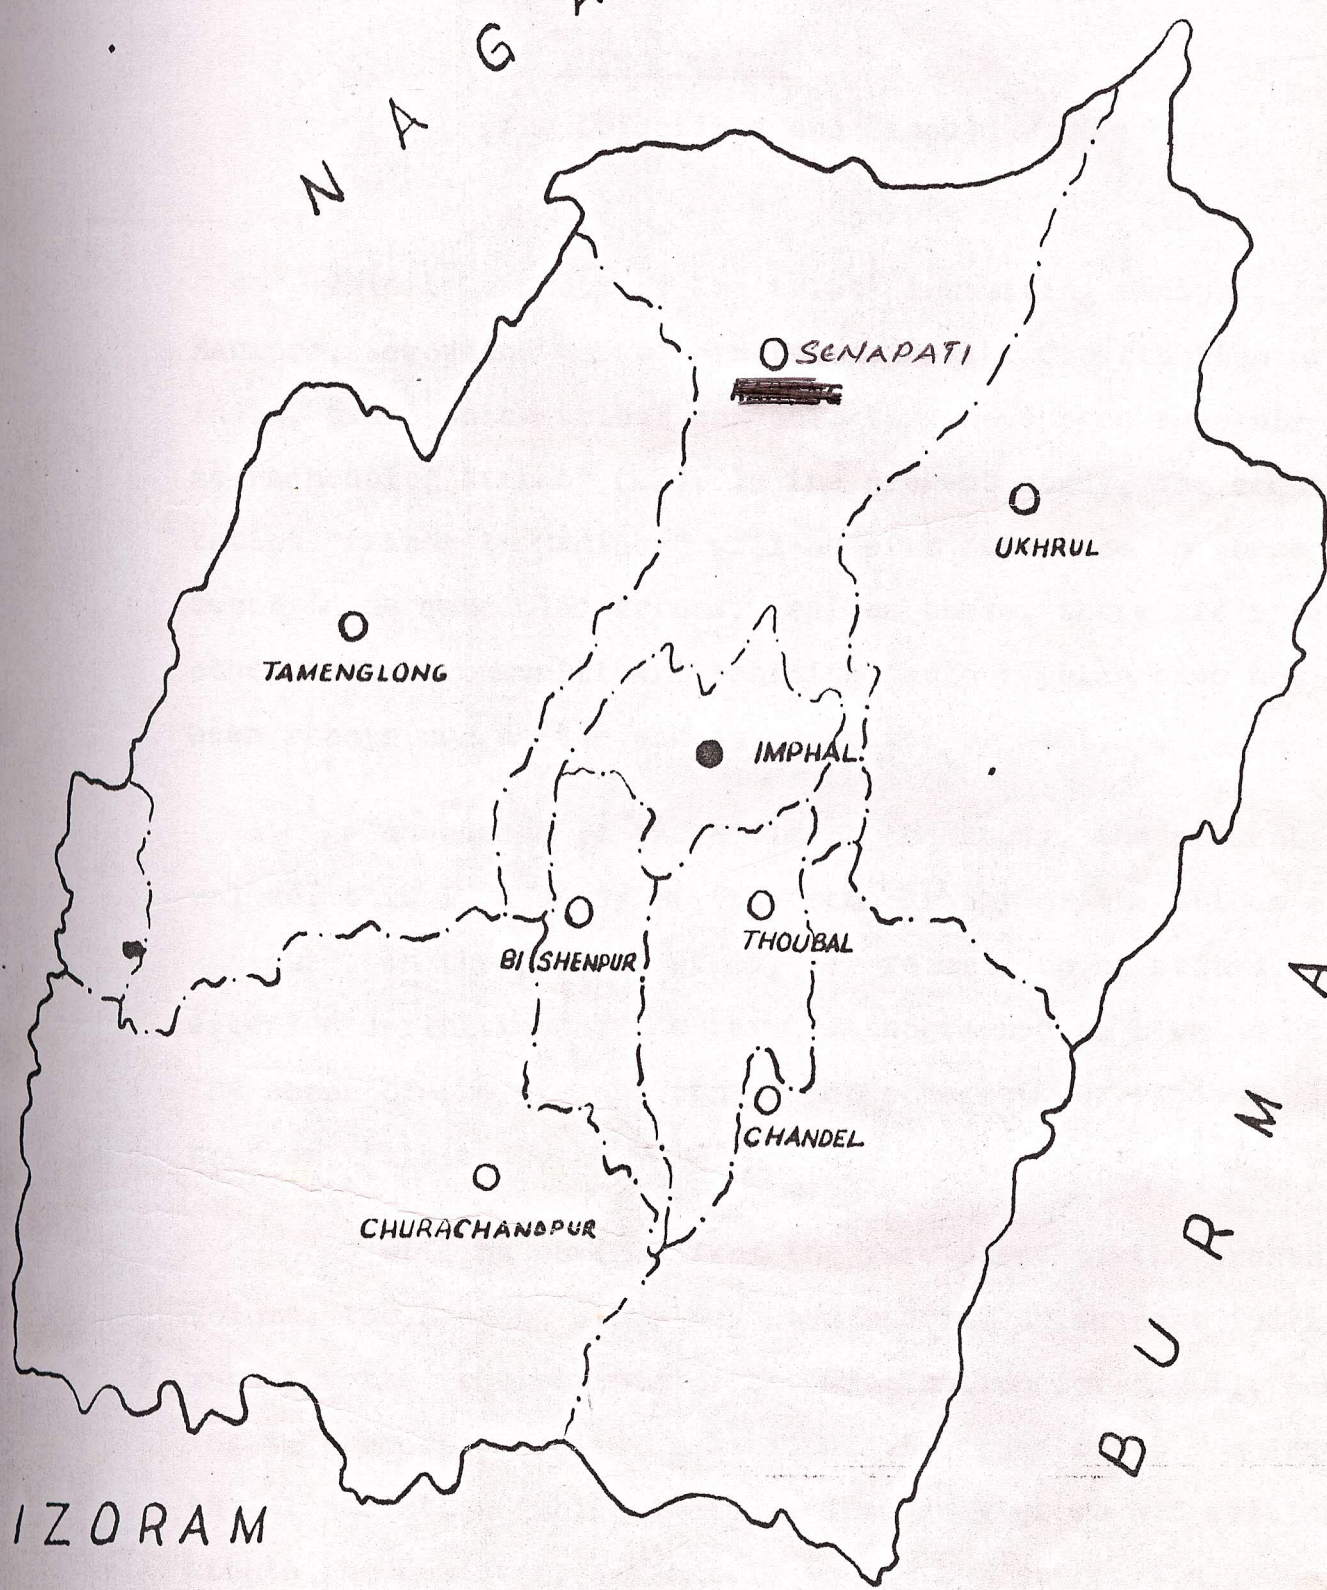 NAG
SENAPATI
UKHRUL
TAMENGLONG
IMPHAL
BISHENPUR
THOUBAL
CHANDEL
CHURACHANDPUR
BURMA
IZORAM